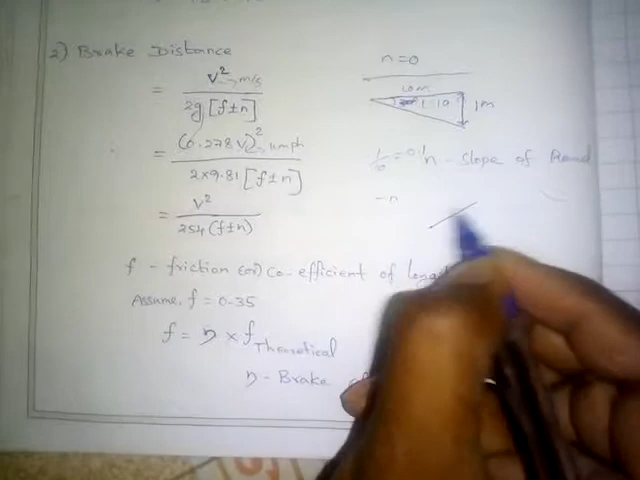 2) Brake Distance
n=0
= v² → m/s / 2g [f±n]
10m
1 in 10
1m
= (0.278 v)² → kmph / 2×9.81 [f±n]
1/10 = 0.1
n - slope of Road
= v² / 254 (f±n)
-n
f - friction (or) co-efficient of
Assume, f = 0.35
f = η × f Theoretical
η - Brake